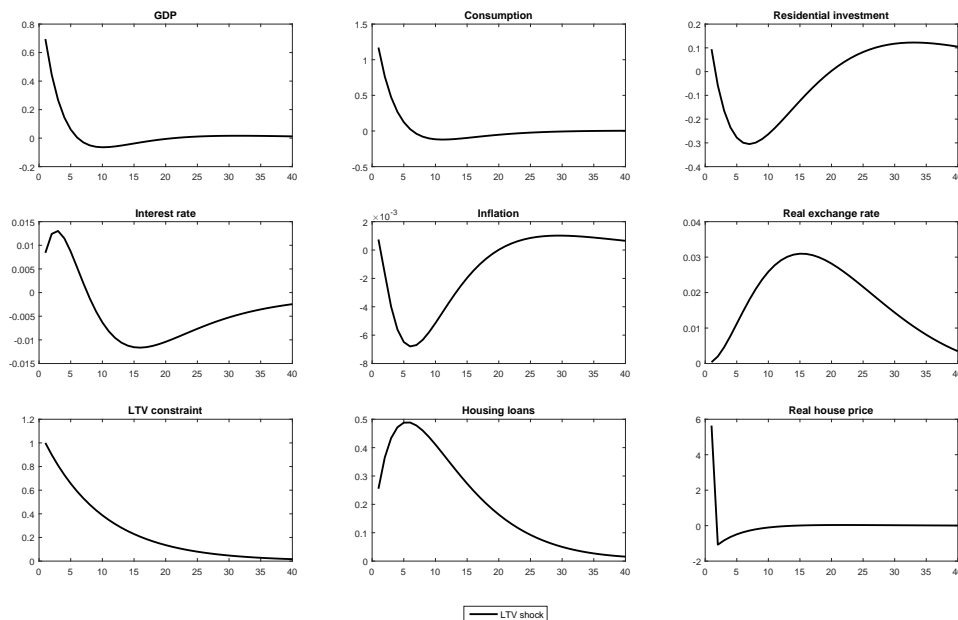 GDP
0.8
0.6
0.4
0.2
0
-0.2
0 5 10 15 20 25 30 35 40
Consumption
1.5
1
0.5
0
-0.5
0 5 10 15 20 25 30 35 40
Residential investment
0.2
0.1
0
-0.1
-0.2
-0.3
-0.4
0 5 10 15 20 25 30 35 40
Interest rate
0.015
0.01
0.005
0
-0.005
-0.01
-0.015
0 5 10 15 20 25 30 35 40
Inflation
×10⁻³
2
0
-2
-4
-6
-8
0 5 10 15 20 25 30 35 40
Real exchange rate
0.04
0.03
0.02
0.01
0
0 5 10 15 20 25 30 35 40
LTV constraint
1.2
1
0.8
0.6
0.4
0.2
0
0 5 10 15 20 25 30 35 40
Housing loans
0.5
0.4
0.3
0.2
0.1
0
0 5 10 15 20 25 30 35 40
Real house price
6
4
2
0
-2
0 5 10 15 20 25 30 35 40
LTV shock